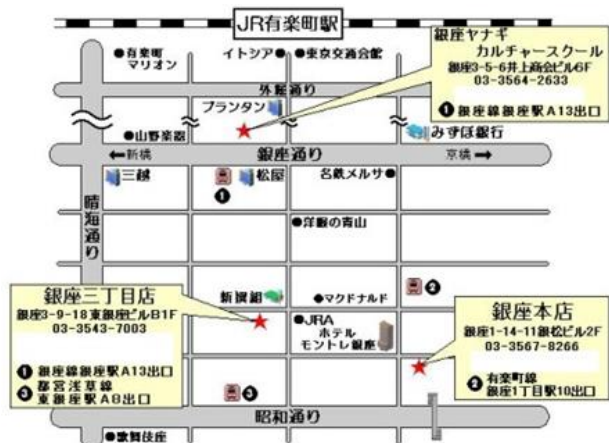 JR有楽町駅
●有楽町
マリオン
イトシア●
●東京交通会館
銀座ヤナギ
カルチャースクール
銀座3-5-6井上商会ビル6F
03-3564-2633
❶銀座線銀座駅A13出口
外堀通り
プランタン
●山野楽器
みずほ銀行
←新橋
銀座通り
京橋→
三越
❶
松屋
名鉄メルサ●
晴海通り
●洋服の青山
銀座三丁目店
銀座3-9-18東銀座ビルB1F
03-3543-7003
❶銀座線銀座駅A13出口
❸都営浅草線
東銀座駅A8出口
新撰組
●マクドナルド
❷
●JRA
ホテル
モントレ銀座
銀座本店
銀座1-14-11銀松ビル2F
03-3567-8266
❷有楽町線
銀座1丁目駅10出口
❸
昭和通り
●歌舞伎座